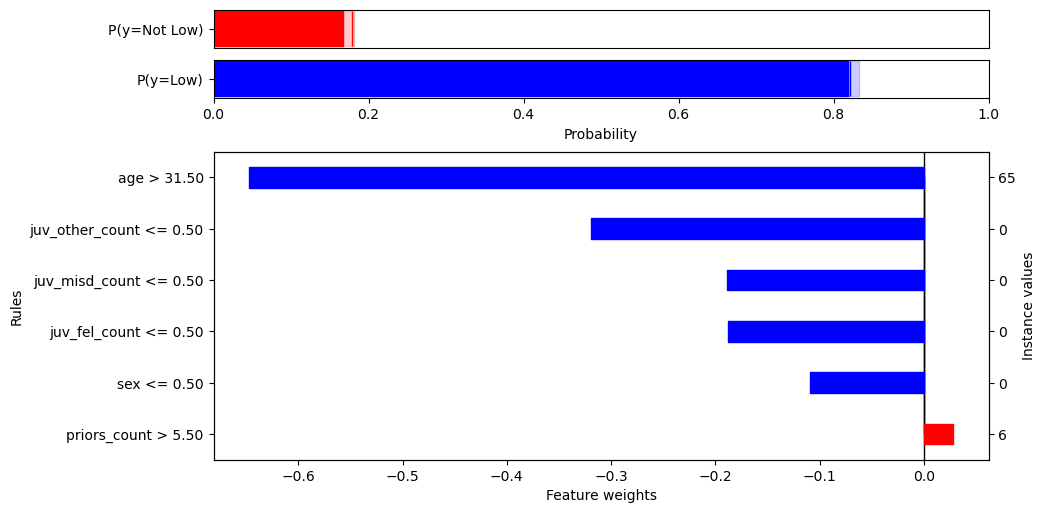 P(y=Not Low)
P(y=Low)
0.0 0.2 0.4 0.6 0.8 1.0
Probability
age > 31.50 65
juv_other_count <= 0.50 0
juv_misd_count <= 0.50 0
juv_fel_count <= 0.50 0
sex <= 0.50 0
priors_count > 5.50 6
Rules
Instance values
−0.6 −0.5 −0.4 −0.3 −0.2 −0.1 0.0
Feature weights